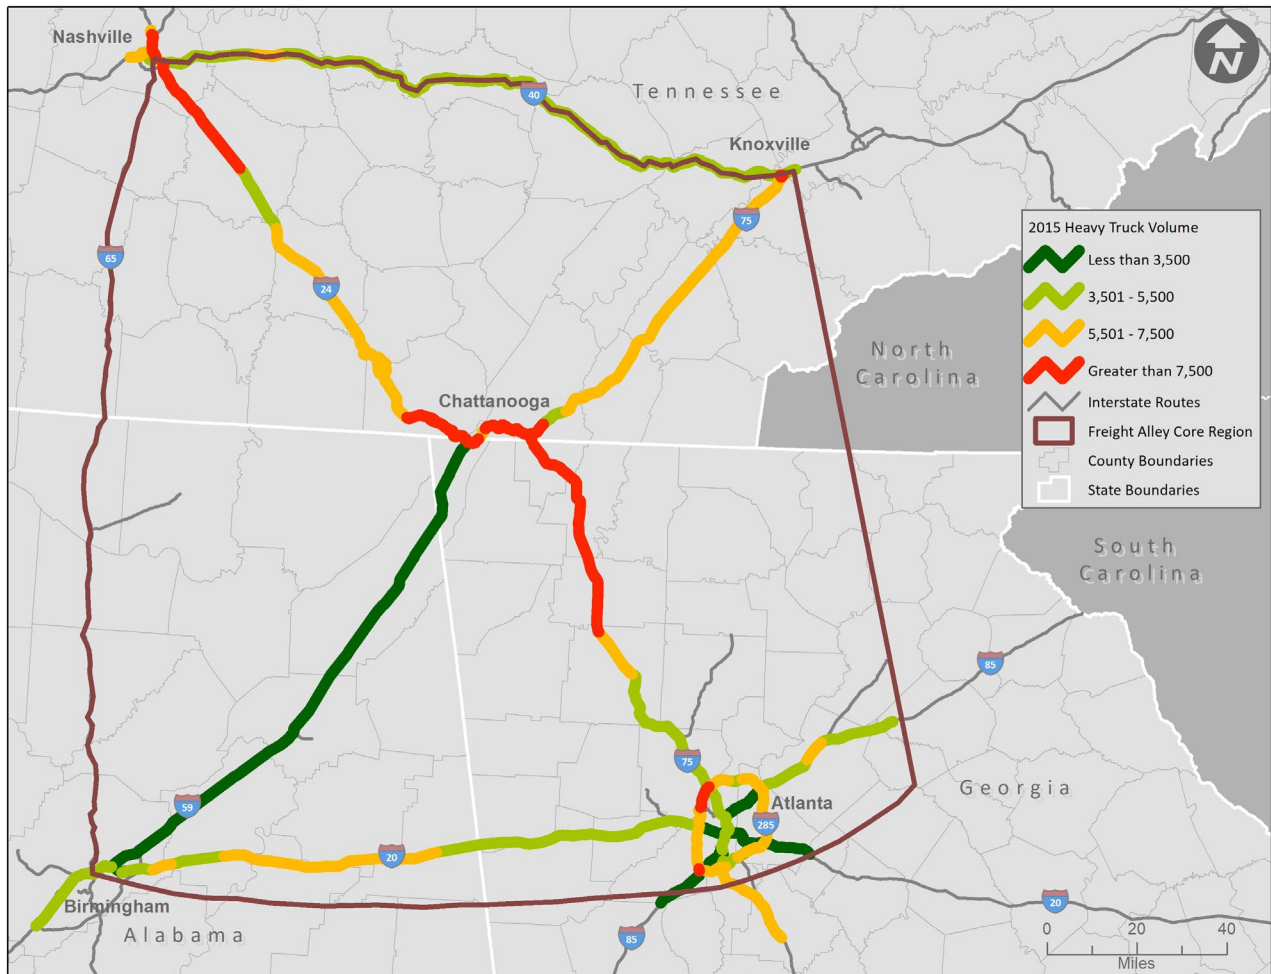 Nashville
N
40
Tennessee
Knoxville
75
65
24
2015 Heavy Truck Volume
Less than 3,500
3,501 - 5,500
5,501 - 7,500
Greater than 7,500
Interstate Routes
Freight Alley Core Region
County Boundaries
State Boundaries
North
Carolina
Chattanooga
South
Carolina
85
75
Georgia
59
Atlanta
285
20
Birmingham
Alabama
20
85
0 20 40
Miles